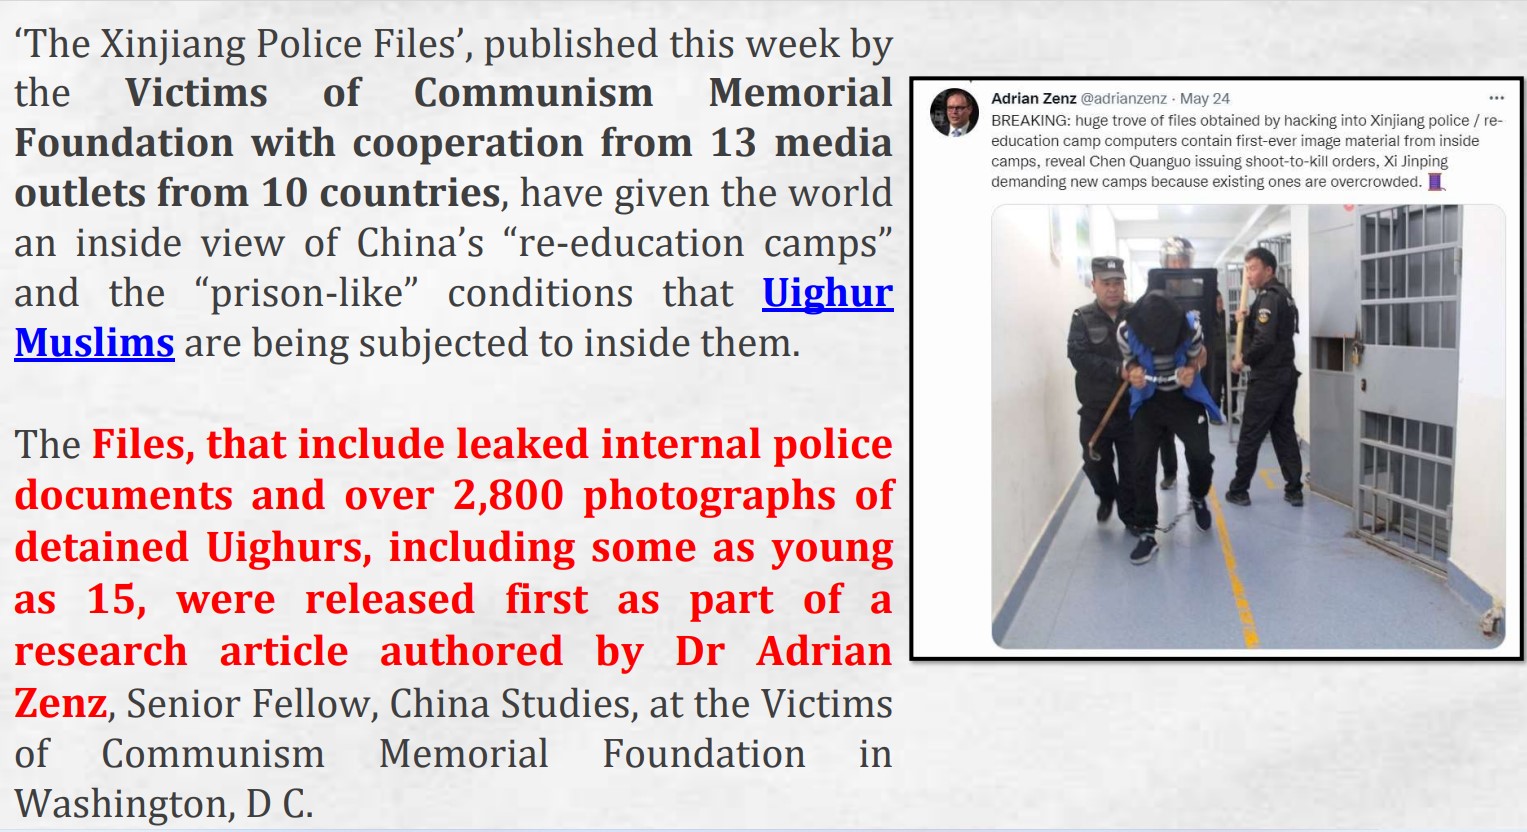 ‘The Xinjiang Police Files’, published this week by
the Victims of Communism Memorial
Foundation with cooperation from 13 media
outlets from 10 countries, have given the world
an inside view of China’s “re-education camps”
and the “prison-like” conditions that Uighur
Muslims are being subjected to inside them.
The Files, that include leaked internal police
documents and over 2,800 photographs of
detained Uighurs, including some as young
as 15, were released first as part of a
research article authored by Dr Adrian
Zenz, Senior Fellow, China Studies, at the Victims
of Communism Memorial Foundation in
Washington, D C.
Adrian Zenz @adrianzenz · May 24
BREAKING: huge trove of files obtained by hacking into Xinjiang police / re-
education camp computers contain first-ever image material from inside
camps, reveal Chen Quanguo issuing shoot-to-kill orders, Xi Jinping
demanding new camps because existing ones are overcrowded.